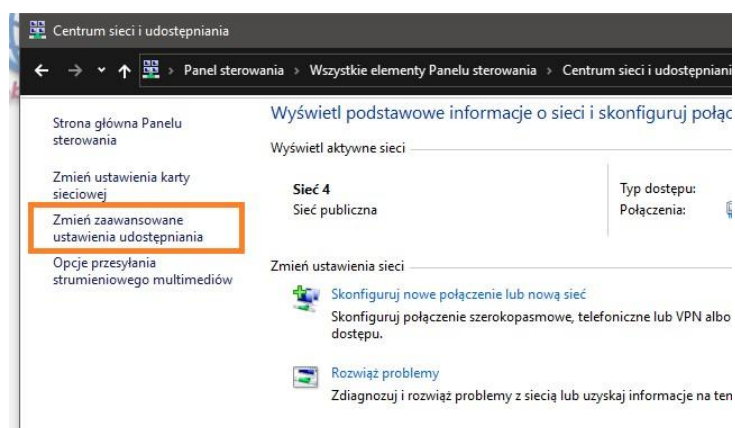 Centrum sieci i udostępniania
Panel sterowania > Wszystkie elementy Panelu sterowania > Centrum sieci i udostępniani
Strona główna Panelu
sterowania
Zmień ustawienia karty
sieciowej
Zmień zaawansowane
ustawienia udostępniania
Opcje przesyłania
strumieniowego multimediów
Wyświetl podstawowe informacje o sieci i skonfiguruj połąc
Wyświetl aktywne sieci
Sieć 4
Sieć publiczna
Typ dostępu:
Połączenia:
Zmień ustawienia sieci
Skonfiguruj nowe połączenie lub nową sieć
Skonfiguruj połączenie szerokopasmowe, telefoniczne lub VPN albo
dostępu.
Rozwiąż problemy
Zdiagnozuj i rozwiąż problemy z siecią lub uzyskaj informacje na ten